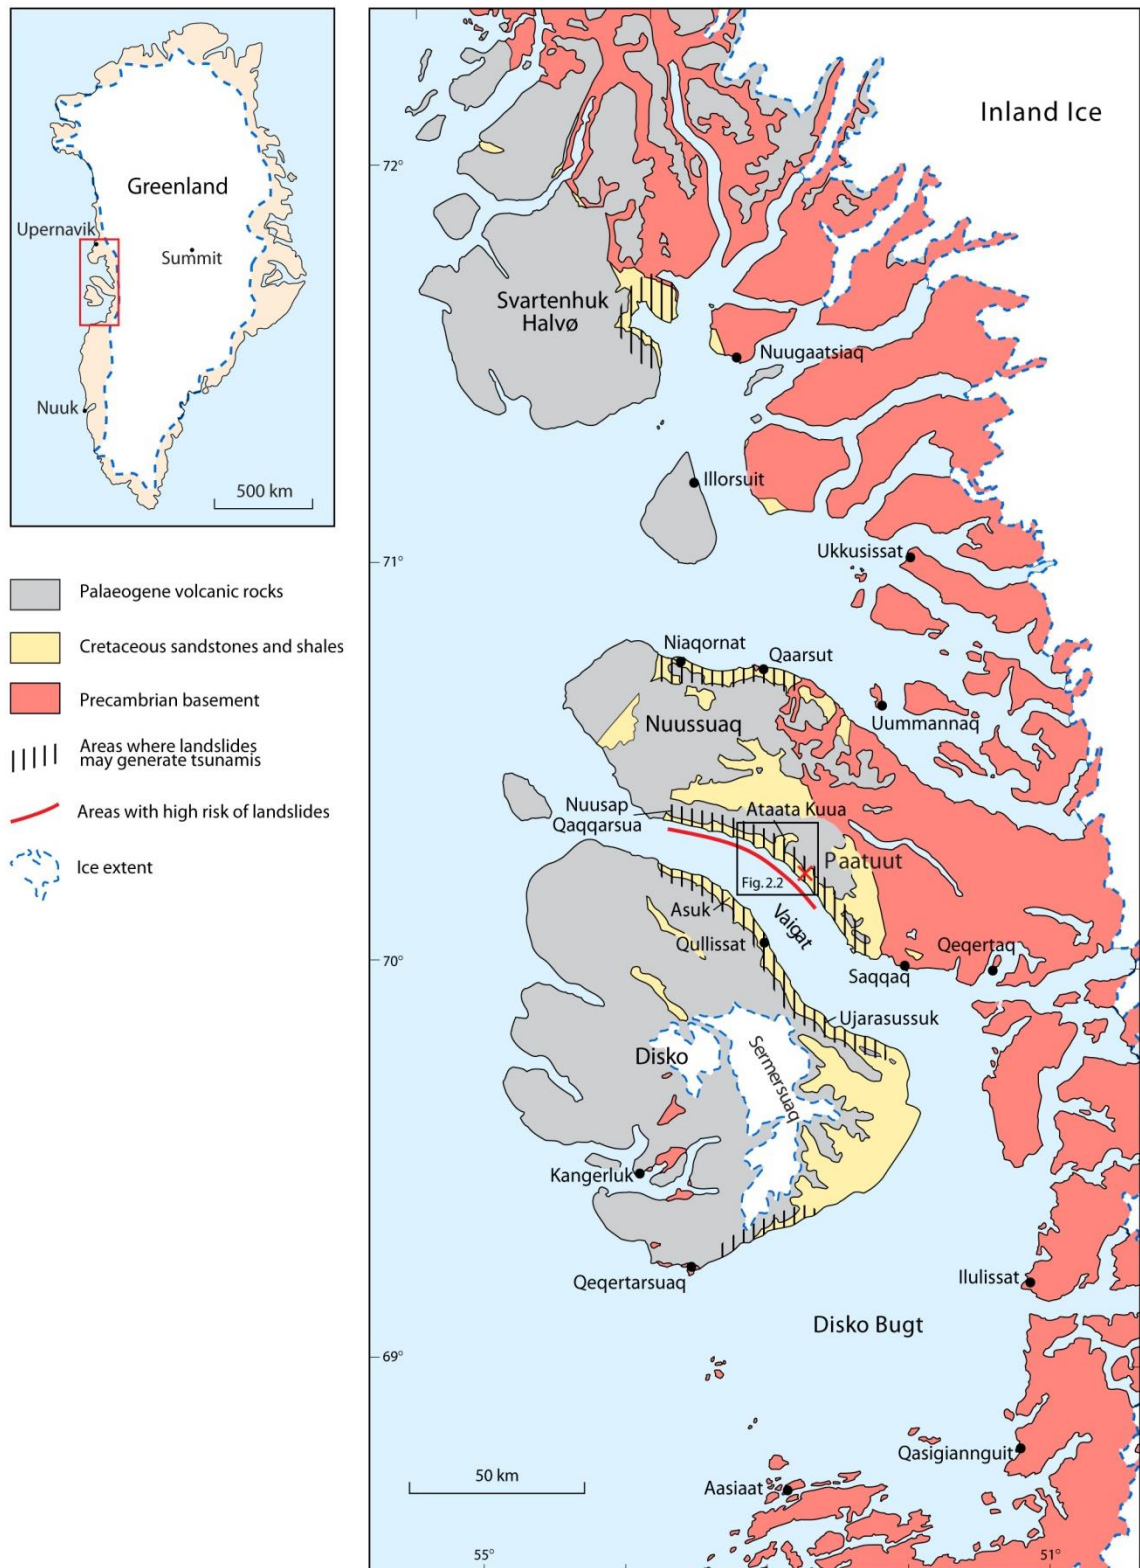 Greenland
Upernavik
Summit
Nuuk
500 km
Palaeogene volcanic rocks
Cretaceous sandstones and shales
Precambrian basement
Areas where landslides
may generate tsunamis
Areas with high risk of landslides
Ice extent
Inland Ice
72°
Svartenhuk
Halvø
Nuugaatsiaq
Illorsuit
Ukkusissat
71°
Niaqornat
Qaarsut
Uummannaq
Nuussuaq
Nuusap
Qaqqarsua
Ataata Kuua
Paatuut
Fig. 2.2
Asuk
Vaigat
Qullissat
70°
Saqqaq
Qeqertaq
Ujarasussuk
Disko
Sermersuaq
Kangerluk
Qeqertarsuaq
Ilulissat
Disko Bugt
69°
Qasigiannguit
50 km
Aasiaat
55°
51°